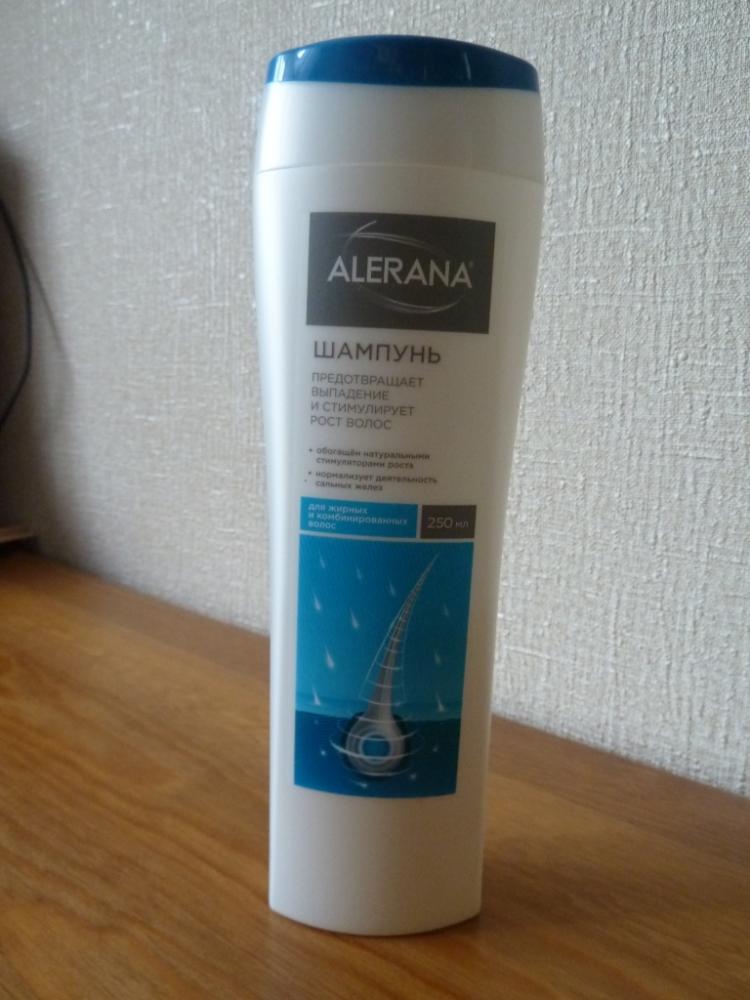 ALERANA®
ШАМПУНЬ
ПРЕДОТВРАЩАЕТ
ВЫПАДЕНИЕ
И СТИМУЛИРУЕТ
РОСТ ВОЛОС
• обогащён натуральными
стимуляторами роста
• нормализует деятельность
сальных желез
для жирных
и комбинированных
волос
250 мл